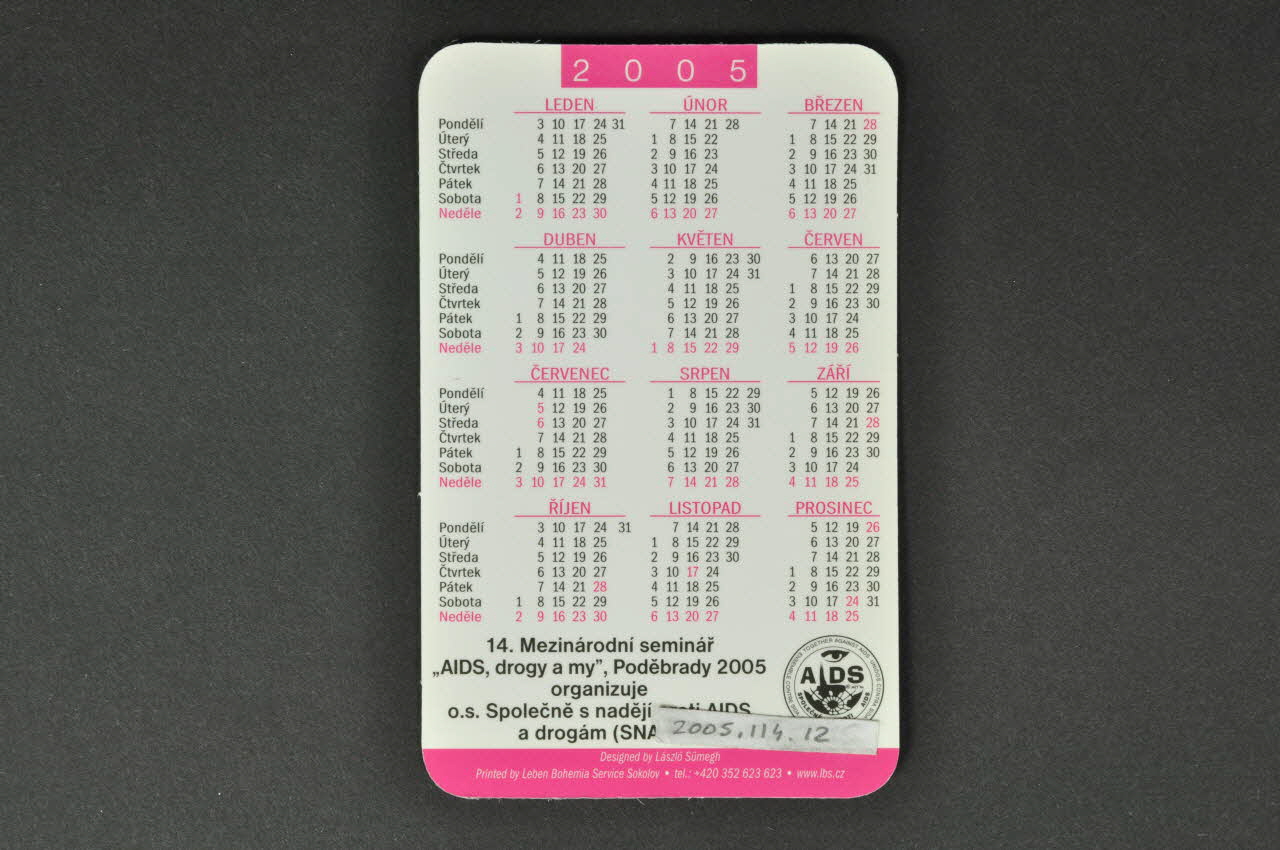 2005
LEDEN ÚNOR BŘEZEN
Pondělí 3 10 17 24 31 7 14 21 28 7 14 21 28
Úterý 4 11 18 25 1 8 15 22 1 8 15 22 29
Středa 5 12 19 26 2 9 16 23 2 9 16 23 30
Čtvrtek 6 13 20 27 3 10 17 24 3 10 17 24 31
Pátek 7 14 21 28 4 11 18 25 4 11 18 25
Sobota 1 8 15 22 29 5 12 19 26 5 12 19 26
Neděle 2 9 16 23 30 6 13 20 27 6 13 20 27
DUBEN KVĚTEN ČERVEN
Pondělí 4 11 18 25 2 9 16 23 30 6 13 20 27
Úterý 5 12 19 26 3 10 17 24 31 7 14 21 28
Středa 6 13 20 27 4 11 18 25 1 8 15 22 29
Čtvrtek 7 14 21 28 5 12 19 26 2 9 16 23 30
Pátek 1 8 15 22 29 6 13 20 27 3 10 17 24
Sobota 2 9 16 23 30 7 14 21 28 4 11 18 25
Neděle 3 10 17 24 1 8 15 22 29 5 12 19 26
ČERVENEC SRPEN ZÁŘÍ
Pondělí 4 11 18 25 1 8 15 22 29 5 12 19 26
Úterý 5 12 19 26 2 9 16 23 30 6 13 20 27
Středa 6 13 20 27 3 10 17 24 31 7 14 21 28
Čtvrtek 7 14 21 28 4 11 18 25 1 8 15 22 29
Pátek 1 8 15 22 29 5 12 19 26 2 9 16 23 30
Sobota 2 9 16 23 30 6 13 20 27 3 10 17 24
Neděle 3 10 17 24 31 7 14 21 28 4 11 18 25
ŘÍJEN LISTOPAD PROSINEC
Pondělí 3 10 17 24 31 7 14 21 28 5 12 19 26
Úterý 4 11 18 25 1 8 15 22 29 6 13 20 27
Středa 5 12 19 26 2 9 16 23 30 7 14 21 28
Čtvrtek 6 13 20 27 3 10 17 24 1 8 15 22 29
Pátek 7 14 21 28 4 11 18 25 2 9 16 23 30
Sobota 1 8 15 22 29 5 12 19 26 3 10 17 24 31
Neděle 2 9 16 23 30 6 13 20 27 4 11 18 25
14. Mezinárodní seminář
„AIDS, drogy a my”, Poděbrady 2005
organizuje
o.s. Společně s nadějí proti AIDS
a drogám (SNA
AIDS
2005.114.12
Designed by László Sümegh
Printed by Leben Bohemia Service Sokolov • tel.: +420 352 623 623 • www.lbs.cz